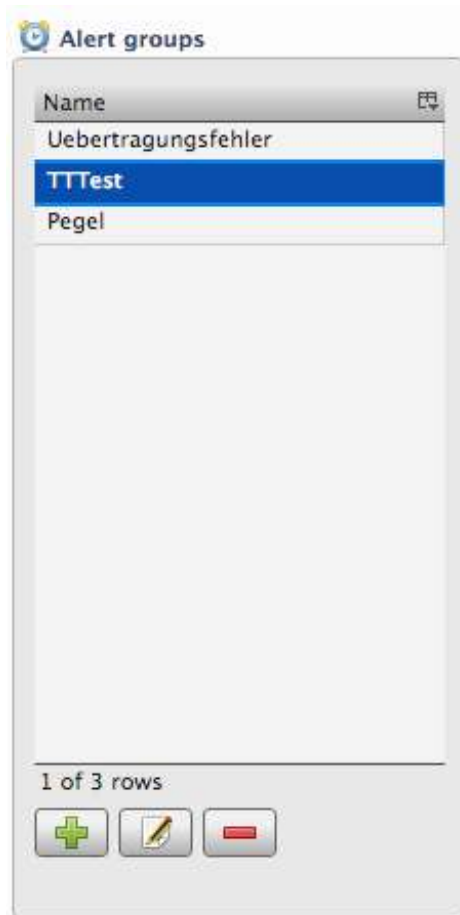 Alert groups
Name
Uebertragungsfehler
TTTest
Pegel
1 of 3 rows